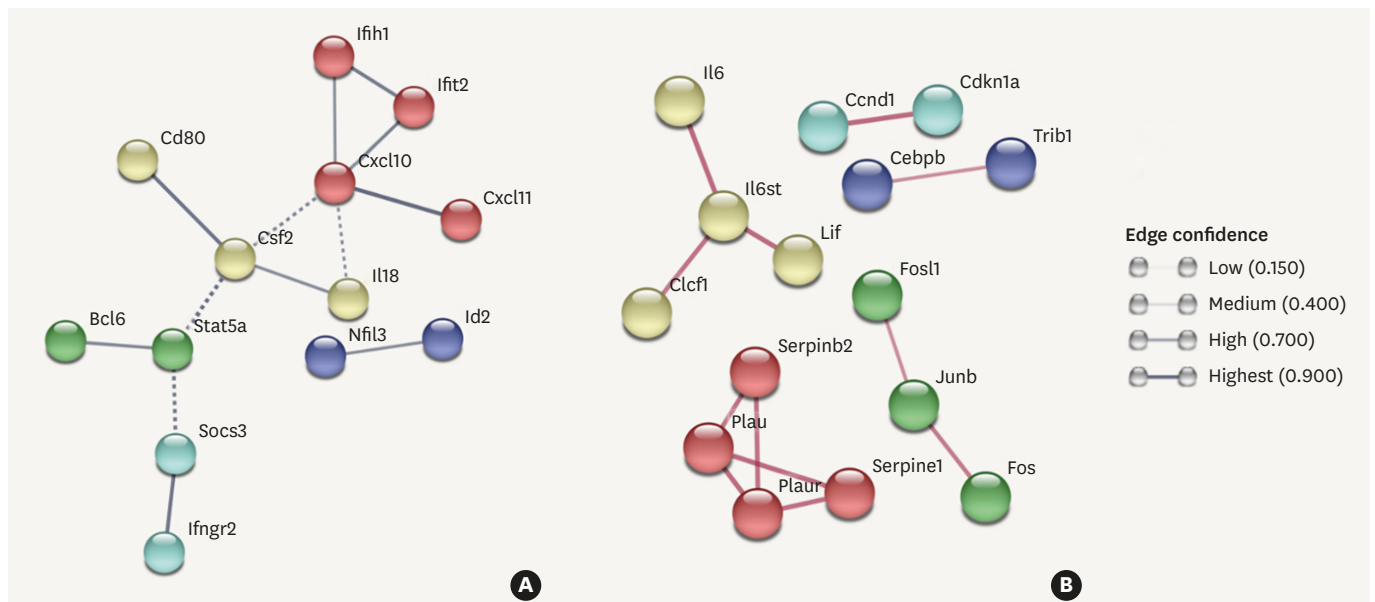 Ifih1
Ifit2
Cd80
Cxcl10
Cxcl11
Csf2
Il18
Bcl6
Stat5a
Nfil3
Id2
Socs3
Ifngr2
A
Il6
Ccnd1
Cdkn1a
Cebpb
Trib1
Il6st
Lif
Clcf1
Fosl1
Serpinb2
Junb
Plau
Serpine1
Plaur
Fos
B
Edge confidence
Low (0.150)
Medium (0.400)
High (0.700)
Highest (0.900)